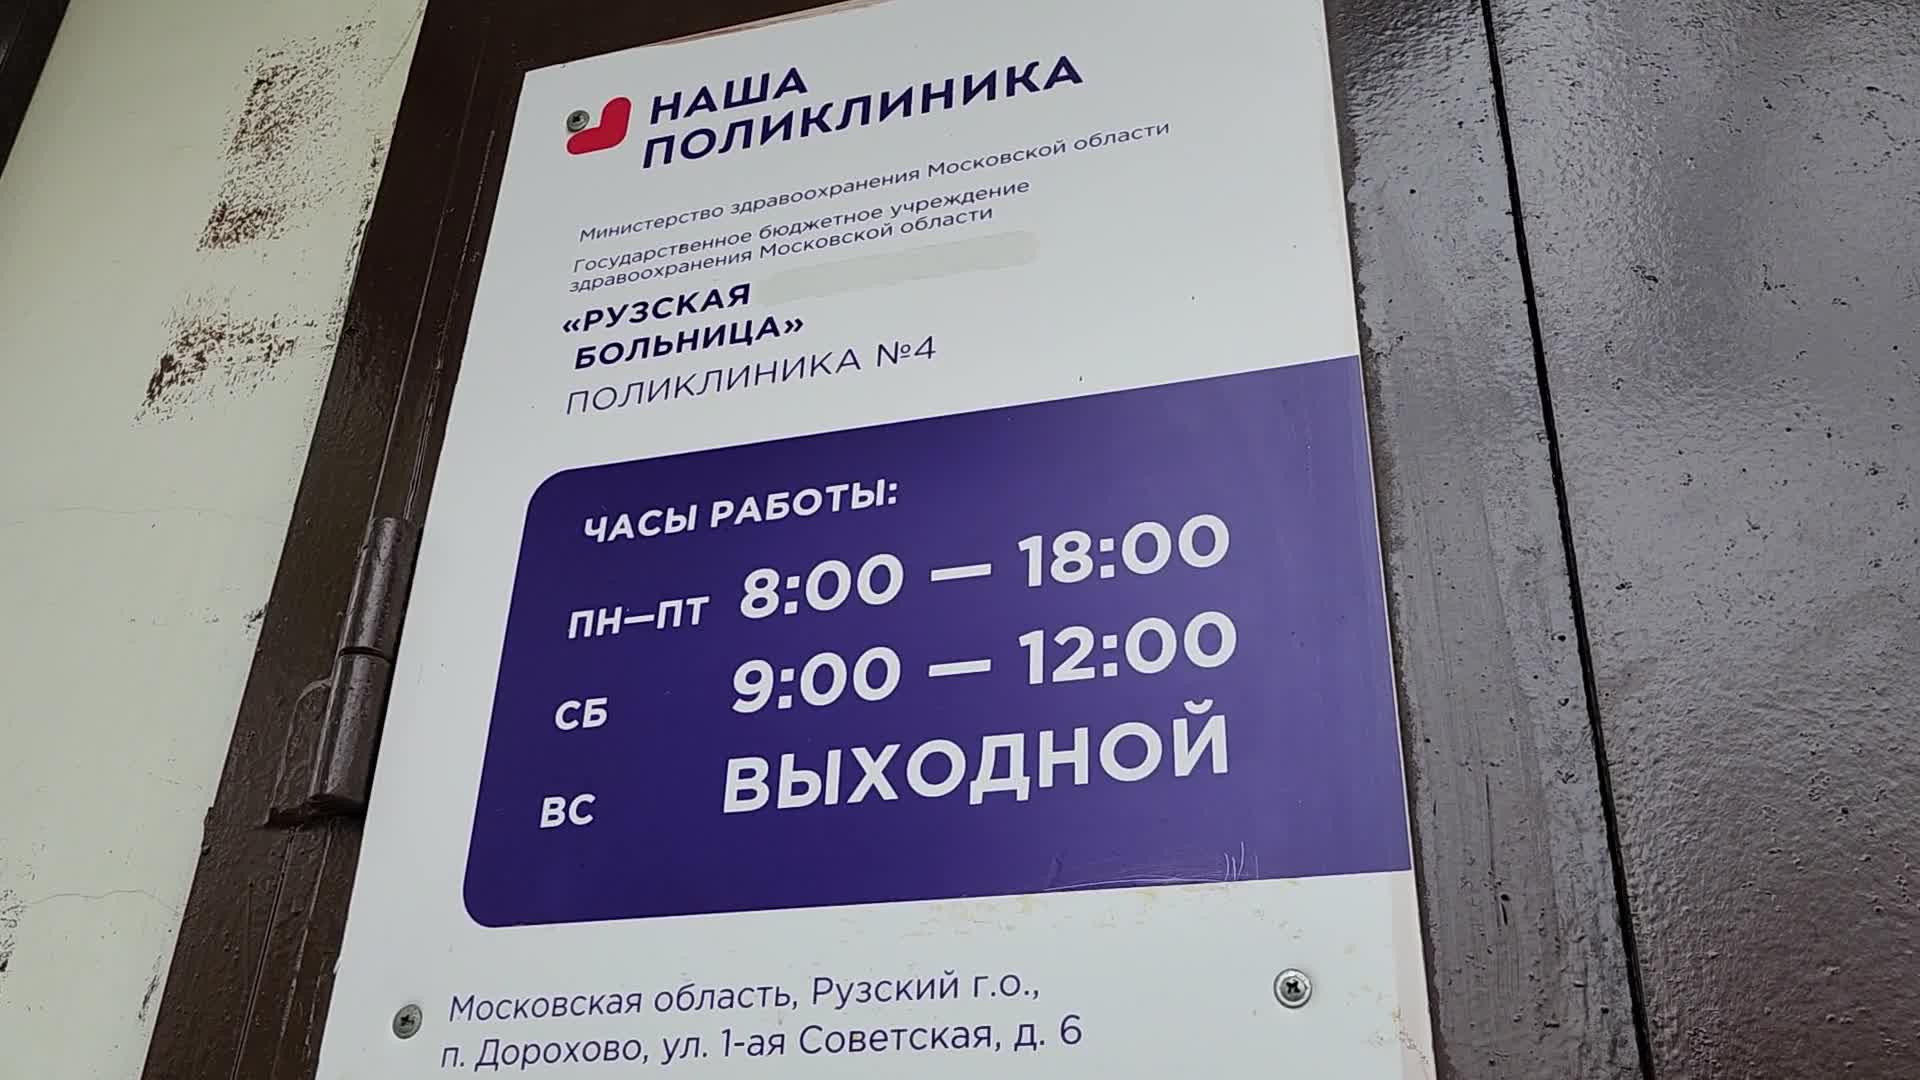 НАША
ПОЛИКЛИНИКА
Министерство здравоохранения Московской области
Государственное бюджетное учреждение
здравоохранения Московской области
«РУЗСКАЯ
БОЛЬНИЦА»
ПОЛИКЛИНИКА №4
ЧАСЫ РАБОТЫ:
ПН—ПТ 8:00 — 18:00
СБ 9:00 — 12:00
ВС ВЫХОДНОЙ
Московская область, Рузский г.о.,
п. Дорохово, ул. 1-ая Советская, д. 6